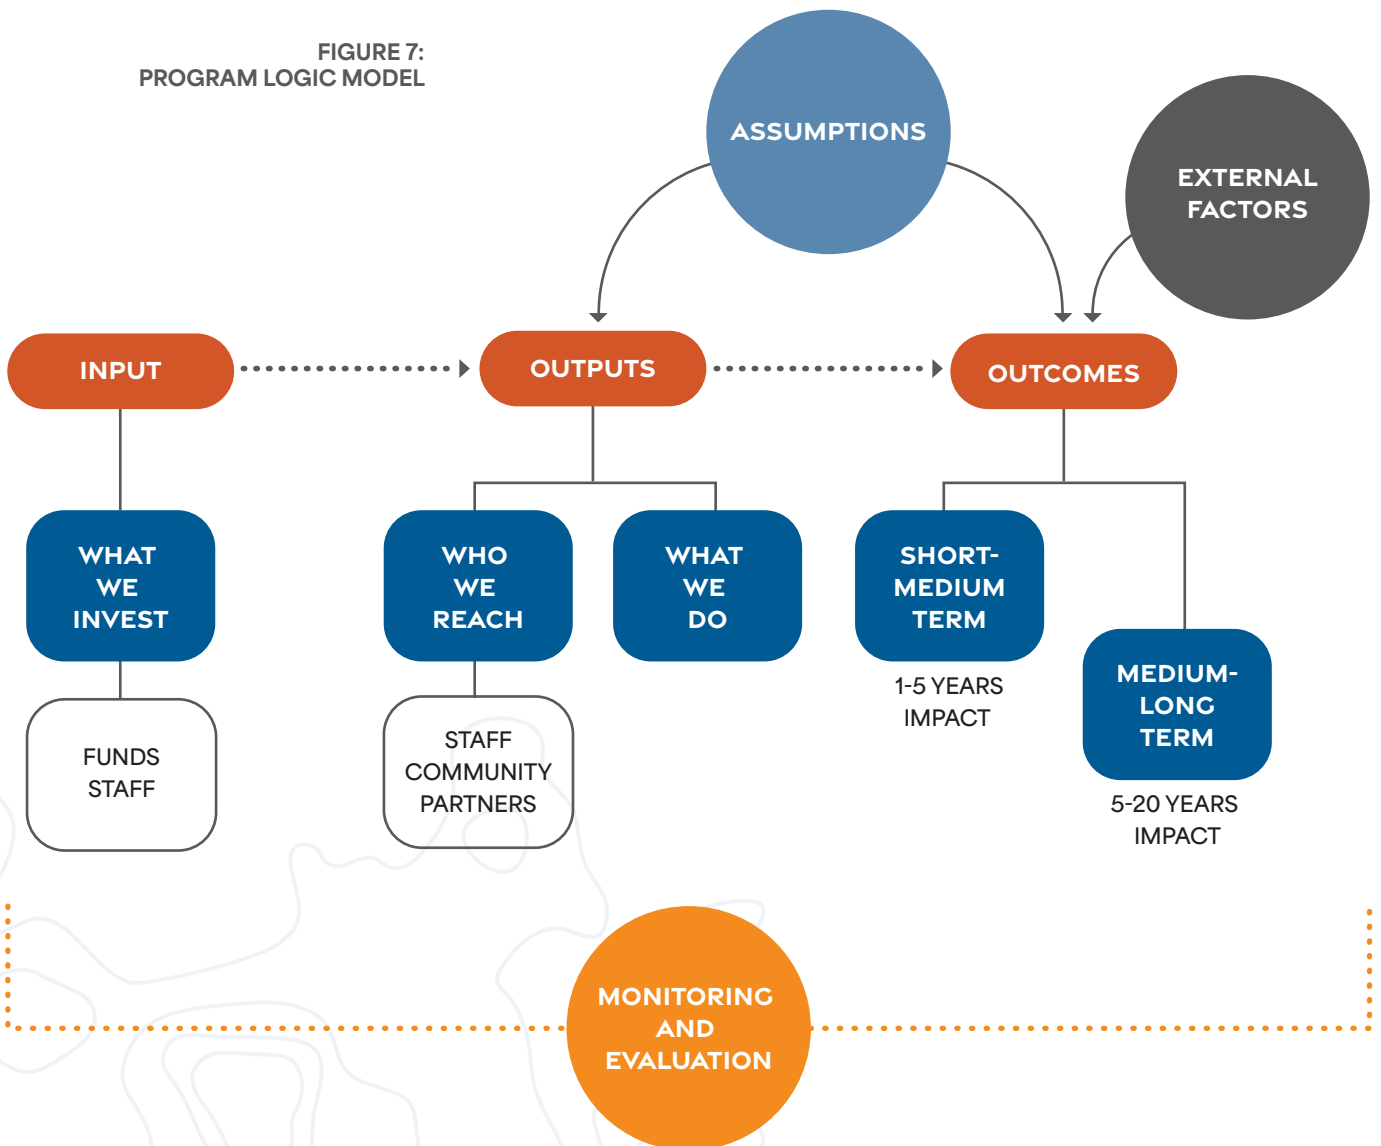 FIGURE 7:
PROGRAM LOGIC MODEL
ASSUMPTIONS
EXTERNAL
FACTORS
INPUT
OUTPUTS
OUTCOMES
WHAT
WE
INVEST
WHO
WE
REACH
WHAT
WE
DO
SHORT-
MEDIUM
TERM
1-5 YEARS
IMPACT
MEDIUM-
LONG
TERM
5-20 YEARS
IMPACT
FUNDS
STAFF
STAFF
COMMUNITY
PARTNERS
MONITORING
AND
EVALUATION